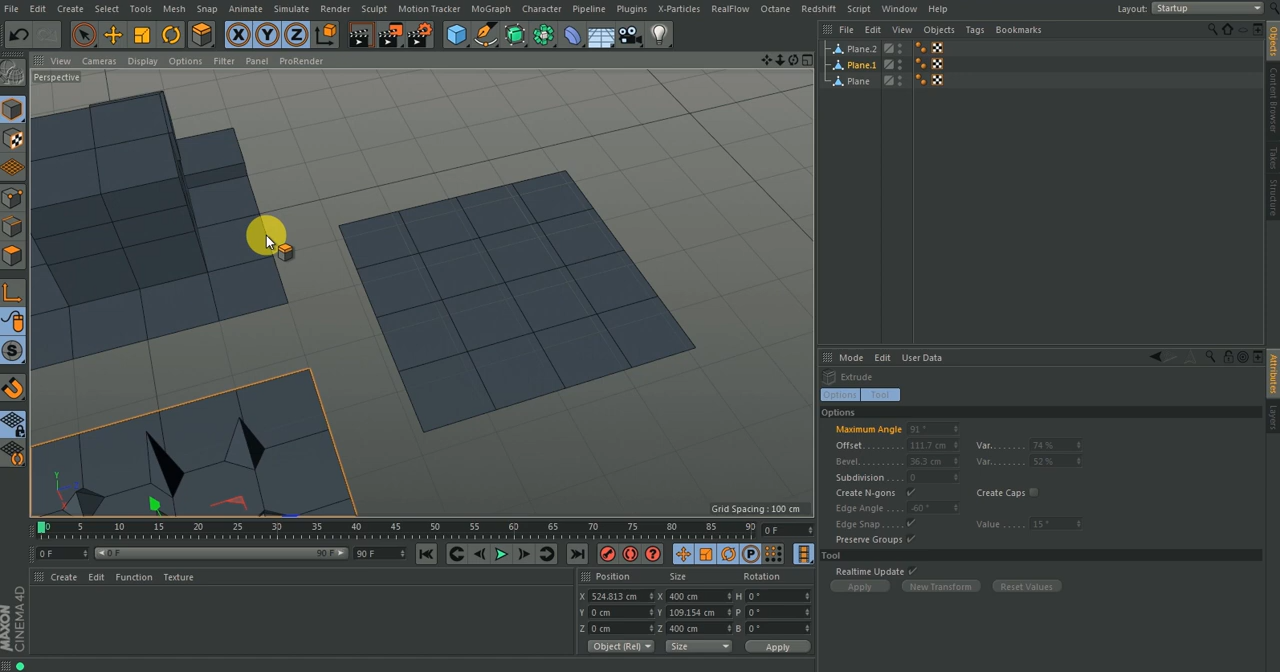 File Edit Create Select Tools Mesh Snap Animate Simulate Render Sculpt Motion Tracker MoGraph Character Pipeline Plugins X-Particles RealFlow Octane Redshift Script Window Help Layout: Startup
X Y Z
View Cameras Display Options Filter Panel ProRender
Perspective
Y
Grid Spacing : 100 cm
0 5 10 15 20 25 30 35 40 45 50 55 60 65 70 75 80 85 90 0 F
0 F 0 F 90 F 90 F
Create Edit Function Texture
Position Size Rotation
X 524.813 cm X 400 cm H 0 °
Y 0 cm Y 109.154 cm P 0 °
Z 0 cm Z 400 cm B 0 °
Object (Rel) Size Apply
MAXON
CINEMA 4D
File Edit View Objects Tags Bookmarks
Plane.2
Plane.1
Plane
Objects
Content Browser
Takes
Structure
Mode Edit User Data
Extrude
Options Tool
Options
Maximum Angle 91 °
Offset 111.7 cm Var. 74 %
Bevel 36.3 cm Var. 52 %
Subdivision 0
Create N-gons Create Caps
Edge Angle -60 °
Edge Snap Value 15 °
Preserve Groups
Tool
Realtime Update
Apply New Transform Reset Values
Attributes
Layers